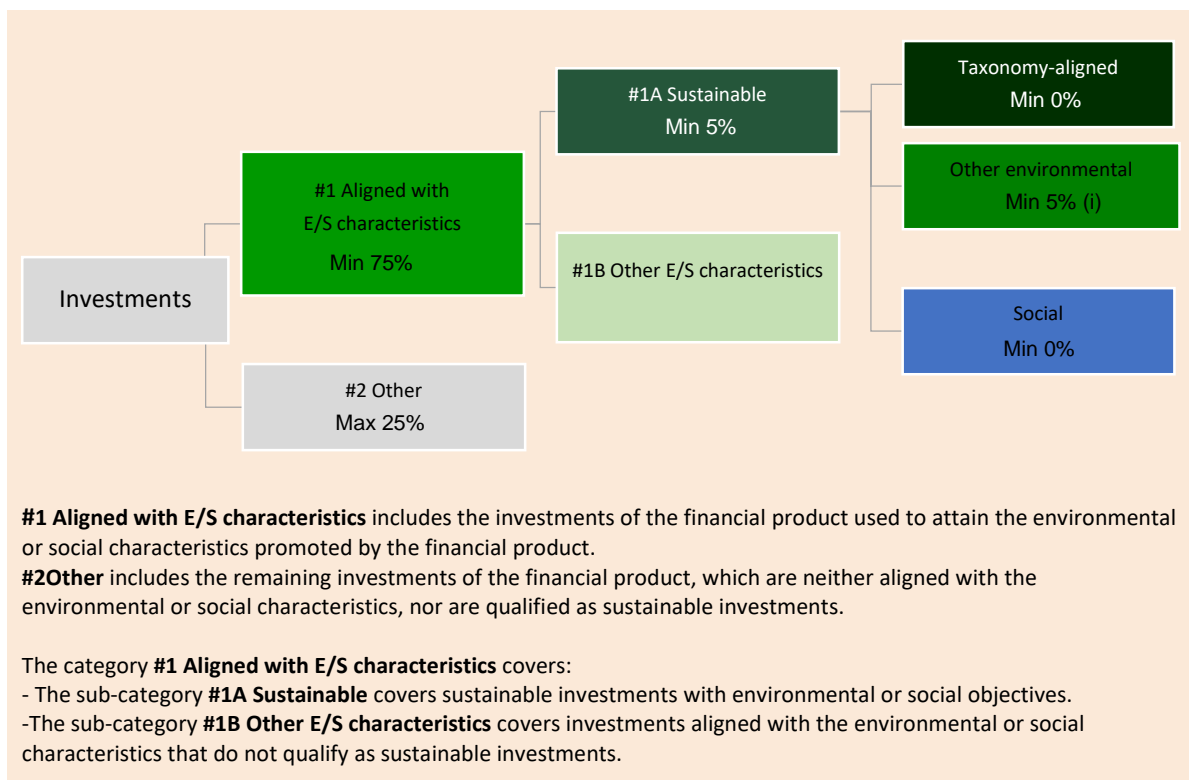 Investments
#1 Aligned with
E/S characteristics
Min 75%
#2 Other
Max 25%
#1A Sustainable
Min 5%
#1B Other E/S characteristics
Taxonomy-aligned
Min 0%
Other environmental
Min 5% (i)
Social
Min 0%
#1 Aligned with E/S characteristics includes the investments of the financial product used to attain the environmental
or social characteristics promoted by the financial product.
#2Other includes the remaining investments of the financial product, which are neither aligned with the
environmental or social characteristics, nor are qualified as sustainable investments.
The category #1 Aligned with E/S characteristics covers:
- The sub-category #1A Sustainable covers sustainable investments with environmental or social objectives.
-The sub-category #1B Other E/S characteristics covers investments aligned with the environmental or social
characteristics that do not qualify as sustainable investments.